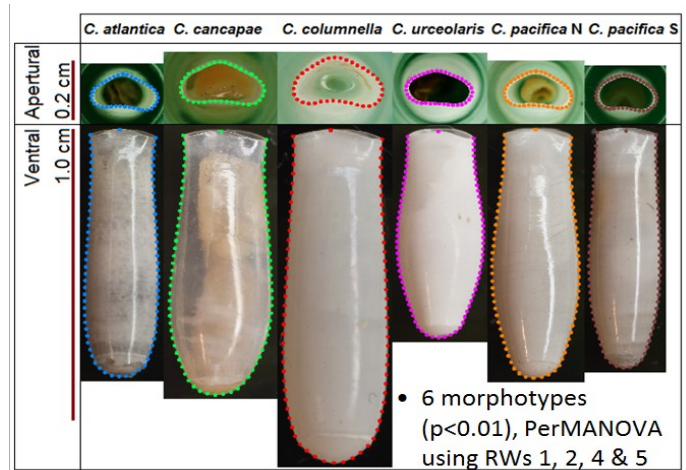 C. atlantica C. cancapae C. columnella C. urceolaris C. pacifica N C. pacifica S
Apertural
0.2 cm
Ventral
1.0 cm
• 6 morphotypes
(p<0.01), PerMANOVA
using RWs 1, 2, 4 & 5